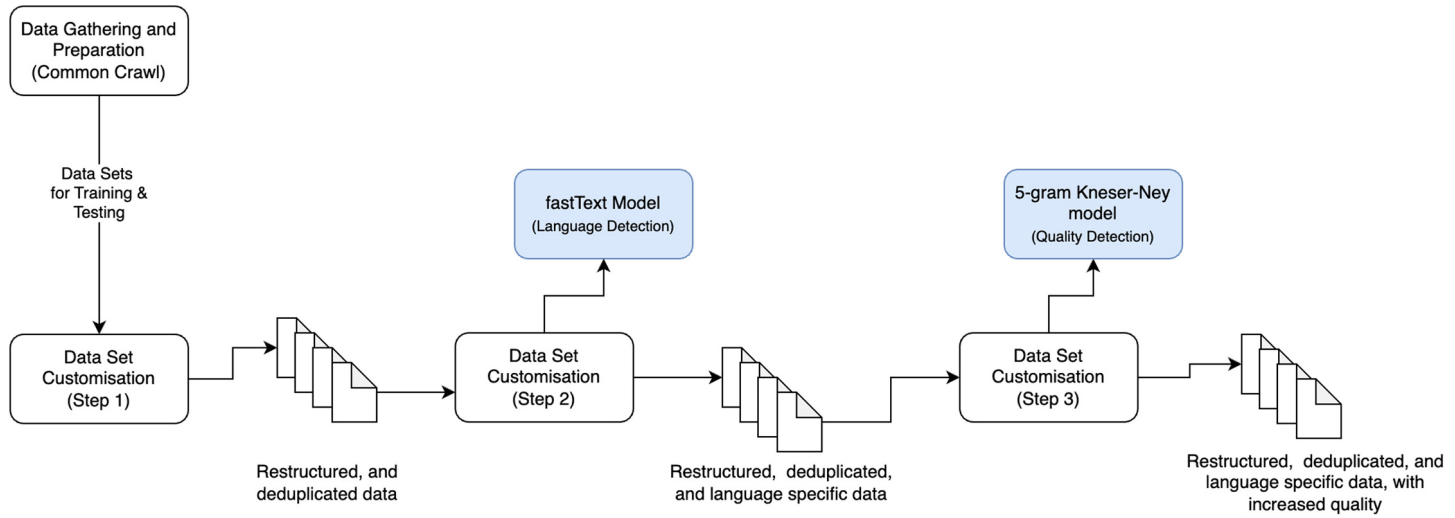 Data Gathering and
Preparation
(Common Crawl)
Data Sets
for Training &
Testing
fastText Model
(Language Detection)
5-gram Kneser-Ney
model
(Quality Detection)
Data Set
Customisation
(Step 1)
Data Set
Customisation
(Step 2)
Data Set
Customisation
(Step 3)
Restructured, and
deduplicated data
Restructured, deduplicated,
and language specific data
Restructured, deduplicated, and
language specific data, with
increased quality